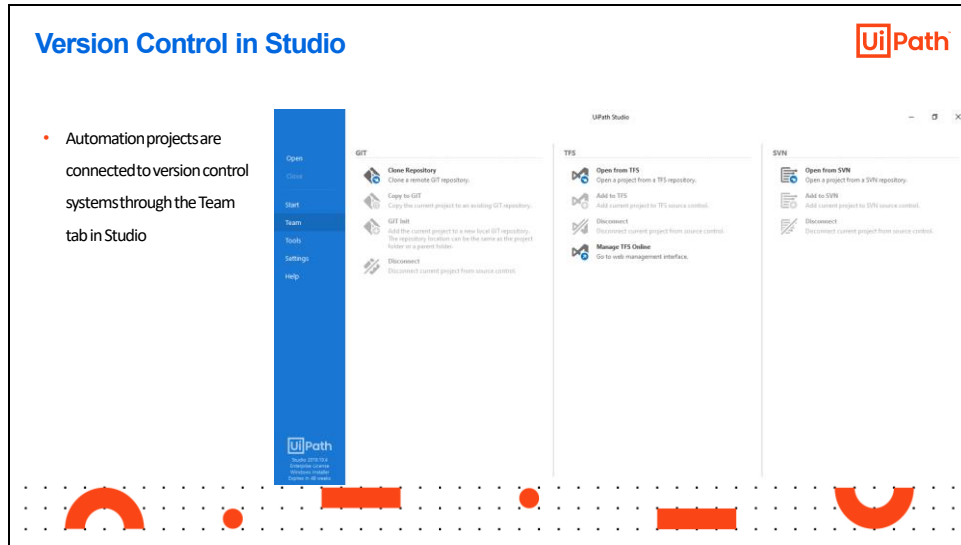 Version Control in Studio
UiPath
• Automation projects are
connected to version control
systems through the Team
tab in Studio
UiPath Studio
Open
Close
Start
Team
Tools
Settings
Help
GIT
Clone Repository
Clone a remote GIT repository.
Copy to GIT
Copy the current project to an existing GIT repository.
GIT Init
Add the current project to a new local GIT repository.
The repository location can be the same as the project
folder or a parent folder.
Disconnect
Disconnect current project from source control.
TFS
Open from TFS
Open a project from a TFS repository.
Add to TFS
Add current project to TFS source control.
Disconnect
Disconnect current project from source control.
Manage TFS Online
Go to web management interface.
SVN
Open from SVN
Open a project from a SVN repository.
Add to SVN
Add current project to SVN source control.
Disconnect
Disconnect current project from source control.
UiPath
Enterprise License
Windows Installer